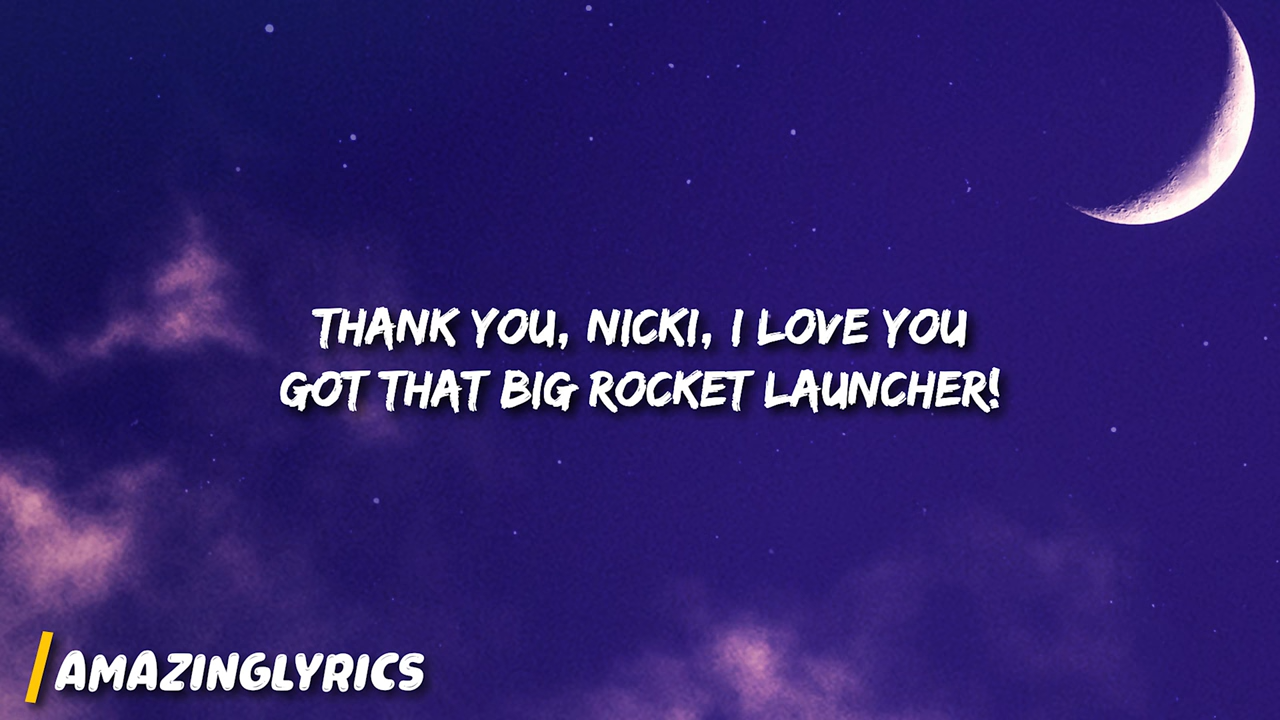 THANK YOU, NICKI, I LOVE YOU
GOT THAT BIG ROCKET LAUNCHER!
AMAZINGLYRICS